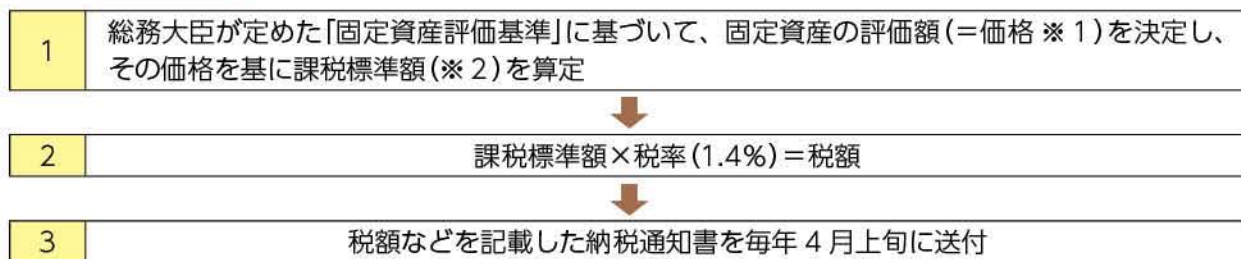 1
総務大臣が定めた「固定資産評価基準」に基づいて、固定資産の評価額(=価格 ※ 1)を決定し、
その価格を基に課税標準額(※ 2)を算定
2
課税標準額×税率(1.4%)=税額
3
税額などを記載した納税通知書を毎年 4 月上旬に送付